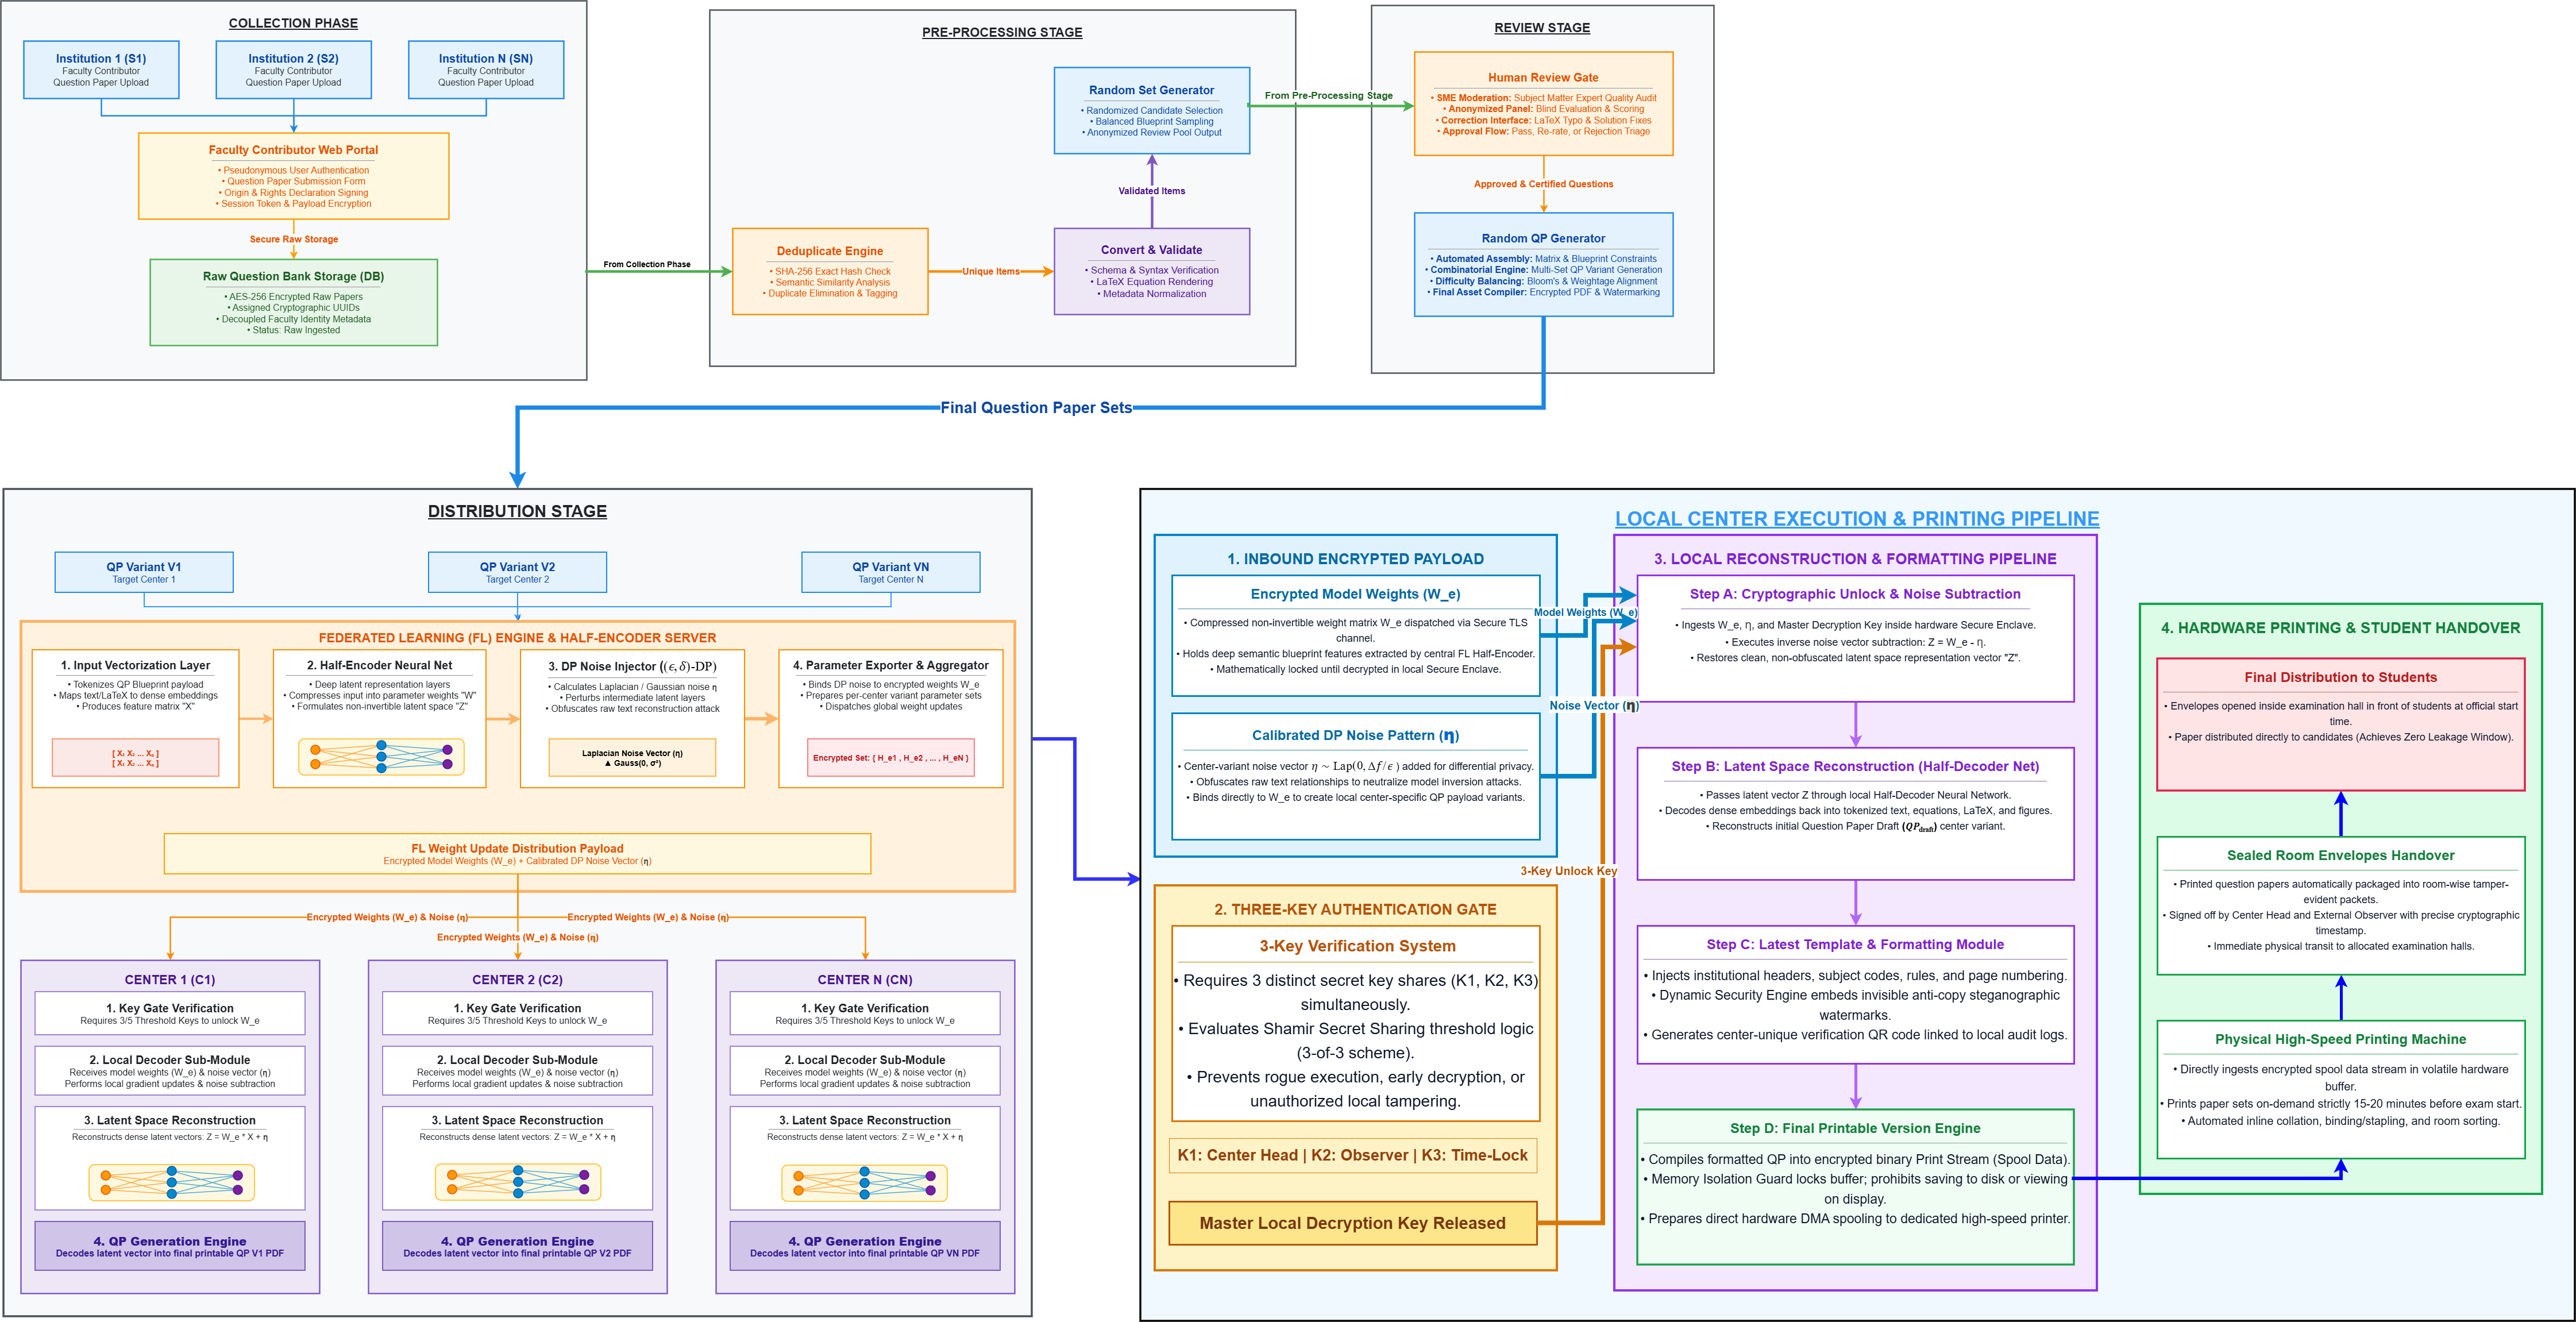 COLLECTION PHASE
Institution 1 (S1)
Faculty Contributor
Question Paper Upload
Institution 2 (S2)
Faculty Contributor
Question Paper Upload
Institution N (SN)
Faculty Contributor
Question Paper Upload
Faculty Contributor Web Portal
• Pseudonymous User Authentication
• Question Paper Submission Form
• Origin & Rights Declaration Signing
• Session Token & Payload Encryption
Secure Raw Storage
Raw Question Bank Storage (DB)
• AES-256 Encrypted Raw Papers
• Assigned Cryptographic UUIDs
• Decoupled Faculty Identity Metadata
• Status: Raw Ingested
From Collection Phase
PRE-PROCESSING STAGE
Deduplicate Engine
• SHA-256 Exact Hash Check
• Semantic Similarity Analysis
• Duplicate Elimination & Tagging
Unique Items
Convert & Validate
• Schema & Syntax Verification
• LaTeX Equation Rendering
• Metadata Normalization
Validated Items
Random Set Generator
• Randomized Candidate Selection
• Balanced Blueprint Sampling
• Anonymized Review Pool Output
From Pre-Processing Stage
REVIEW STAGE
Human Review Gate
• SME Moderation: Subject Matter Expert Quality Audit
• Anonymized Panel: Blind Evaluation & Scoring
• Correction Interface: LaTeX Typo & Solution Fixes
• Approval Flow: Pass, Re-rate, or Rejection Triage
Approved & Certified Questions
Random QP Generator
• Automated Assembly: Matrix & Blueprint Constraints
• Combinatorial Engine: Multi-Set QP Variant Generation
• Difficulty Balancing: Bloom's & Weightage Alignment
• Final Asset Compiler: Encrypted PDF & Watermarking
Final Question Paper Sets
DISTRIBUTION STAGE
QP Variant V1
Target Center 1
QP Variant V2
Target Center 2
QP Variant VN
Target Center N
FEDERATED LEARNING (FL) ENGINE & HALF-ENCODER SERVER
1. Input Vectorization Layer
• Tokenizes QP Blueprint payload
• Maps text/LaTeX to dense embeddings
• Produces feature matrix "X"
2. Half-Encoder Neural Net
• Deep latent representation layers
• Compresses input into parameter weights "W"
• Formulates non-invertible latent space "Z"
3. DP Noise Injector ((ϵ, δ)-DP)
• Calculates Laplacian / Gaussian noise η
• Perturbs intermediate latent layers
• Obfuscates raw text reconstruction attack
Laplacian Noise Vector (η)
▲ Gauss(0, σ²)
4. Parameter Exporter & Aggregator
• Binds DP noise to encrypted weights W_e
• Prepares per-center variant parameter sets
• Dispatches global weight updates
Encrypted Set: { H_e1 , H_e2 , ... , H_eN }
FL Weight Update Distribution Payload
Encrypted Model Weights (W_e) + Calibrated DP Noise Vector (η)
Encrypted Weights (W_e) & Noise (η)
Encrypted Weights (W_e) & Noise (η)
Encrypted Weights (W_e) & Noise (η)
CENTER 1 (C1)
1. Key Gate Verification
Requires 3/5 Threshold Keys to unlock W_e
2. Local Decoder Sub-Module
Receives model weights (W_e) & noise vector (η)
Performs local gradient updates & noise subtraction
3. Latent Space Reconstruction
Reconstructs dense latent vectors: Z = W_e * X + η
4. QP Generation Engine
Decodes latent vector into final printable QP V1 PDF
CENTER 2 (C2)
1. Key Gate Verification
Requires 3/5 Threshold Keys to unlock W_e
2. Local Decoder Sub-Module
Receives model weights (W_e) & noise vector (η)
Performs local gradient updates & noise subtraction
3. Latent Space Reconstruction
Reconstructs dense latent vectors: Z = W_e * X + η
4. QP Generation Engine
Decodes latent vector into final printable QP V2 PDF
CENTER N (CN)
1. Key Gate Verification
Requires 3/5 Threshold Keys to unlock W_e
2. Local Decoder Sub-Module
Receives model weights (W_e) & noise vector (η)
Performs local gradient updates & noise subtraction
3. Latent Space Reconstruction
Reconstructs dense latent vectors: Z = W_e * X + η
4. QP Generation Engine
Decodes latent vector into final printable QP VN PDF
LOCAL CENTER EXECUTION & PRINTING PIPELINE
1. INBOUND ENCRYPTED PAYLOAD
Encrypted Model Weights (W_e)
• Compressed non-invertible weight matrix W_e dispatched via Secure TLS
channel.
• Holds deep semantic blueprint features extracted by central FL Half-Encoder.
• Mathematically locked until decrypted in local Secure Enclave.
Calibrated DP Noise Pattern (η)
• Center-variant noise vector η ∼ Lap(0, Δf/ϵ ) added for differential privacy.
• Obfuscates raw text relationships to neutralize model inversion attacks.
• Binds directly to W_e to create local center-specific QP payload variants.
Model Weights (W_e)
Noise Vector (η)
3-Key Unlock Key
2. THREE-KEY AUTHENTICATION GATE
3-Key Verification System
• Requires 3 distinct secret key shares (K1, K2, K3)
simultaneously.
• Evaluates Shamir Secret Sharing threshold logic
(3-of-3 scheme).
• Prevents rogue execution, early decryption, or
unauthorized local tampering.
K1: Center Head | K2: Observer | K3: Time-Lock
Master Local Decryption Key Released
3. LOCAL RECONSTRUCTION & FORMATTING PIPELINE
Step A: Cryptographic Unlock & Noise Subtraction
• Ingests W_e, η, and Master Decryption Key inside hardware Secure Enclave.
• Executes inverse noise vector subtraction: Z = W_e - η.
• Restores clean, non-obfuscated latent space representation vector "Z".
Step B: Latent Space Reconstruction (Half-Decoder Net)
• Passes latent vector Z through local Half-Decoder Neural Network.
• Decodes dense embeddings back into tokenized text, equations, LaTeX, and figures.
• Reconstructs initial Question Paper Draft (QPdraft) center variant.
Step C: Latest Template & Formatting Module
• Injects institutional headers, subject codes, rules, and page numbering.
• Dynamic Security Engine embeds invisible anti-copy steganographic
watermarks.
• Generates center-unique verification QR code linked to local audit logs.
Step D: Final Printable Version Engine
• Compiles formatted QP into encrypted binary Print Stream (Spool Data).
• Memory Isolation Guard locks buffer; prohibits saving to disk or viewing
on display.
• Prepares direct hardware DMA spooling to dedicated high-speed printer.
4. HARDWARE PRINTING & STUDENT HANDOVER
Final Distribution to Students
• Envelopes opened inside examination hall in front of students at official start
time.
• Paper distributed directly to candidates (Achieves Zero Leakage Window).
Sealed Room Envelopes Handover
• Printed question papers automatically packaged into room-wise tamper-
evident packets.
• Signed off by Center Head and External Observer with precise cryptographic
timestamp.
• Immediate physical transit to allocated examination halls.
Physical High-Speed Printing Machine
• Directly ingests encrypted spool data stream in volatile hardware
buffer.
• Prints paper sets on-demand strictly 15-20 minutes before exam start.
• Automated inline collation, binding/stapling, and room sorting.